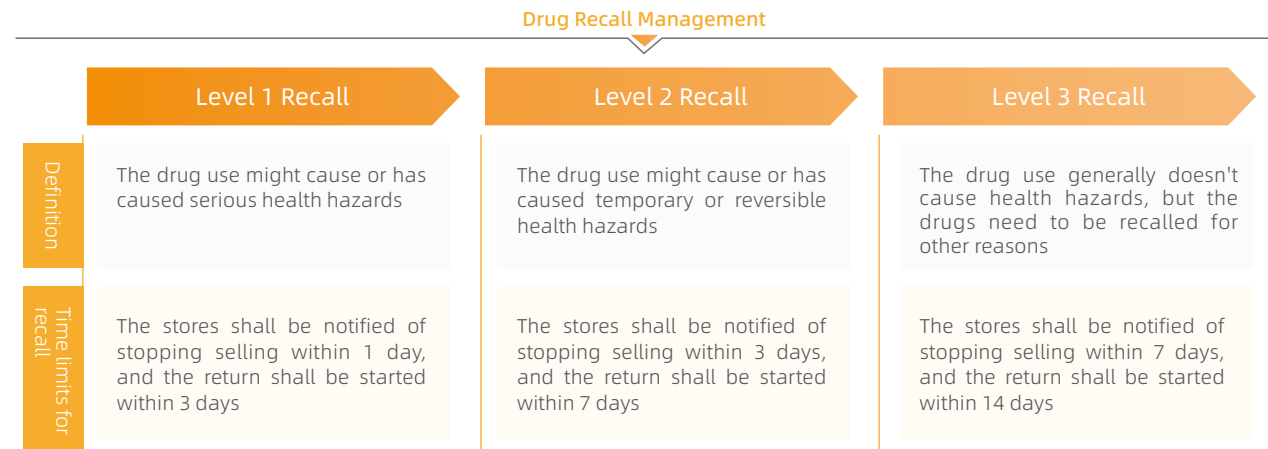 Drug Recall Management
Level 1 Recall
Level 2 Recall
Level 3 Recall
Definition
The drug use might cause or has
caused serious health hazards
The drug use might cause or has
caused temporary or reversible
health hazards
The drug use generally doesn't
cause health hazards, but the
drugs need to be recalled for
other reasons
Time limits for
recall
The stores shall be notified of
stopping selling within 1 day,
and the return shall be started
within 3 days
The stores shall be notified of
stopping selling within 3 days,
and the return shall be started
within 7 days
The stores shall be notified of
stopping selling within 7 days,
and the return shall be started
within 14 days